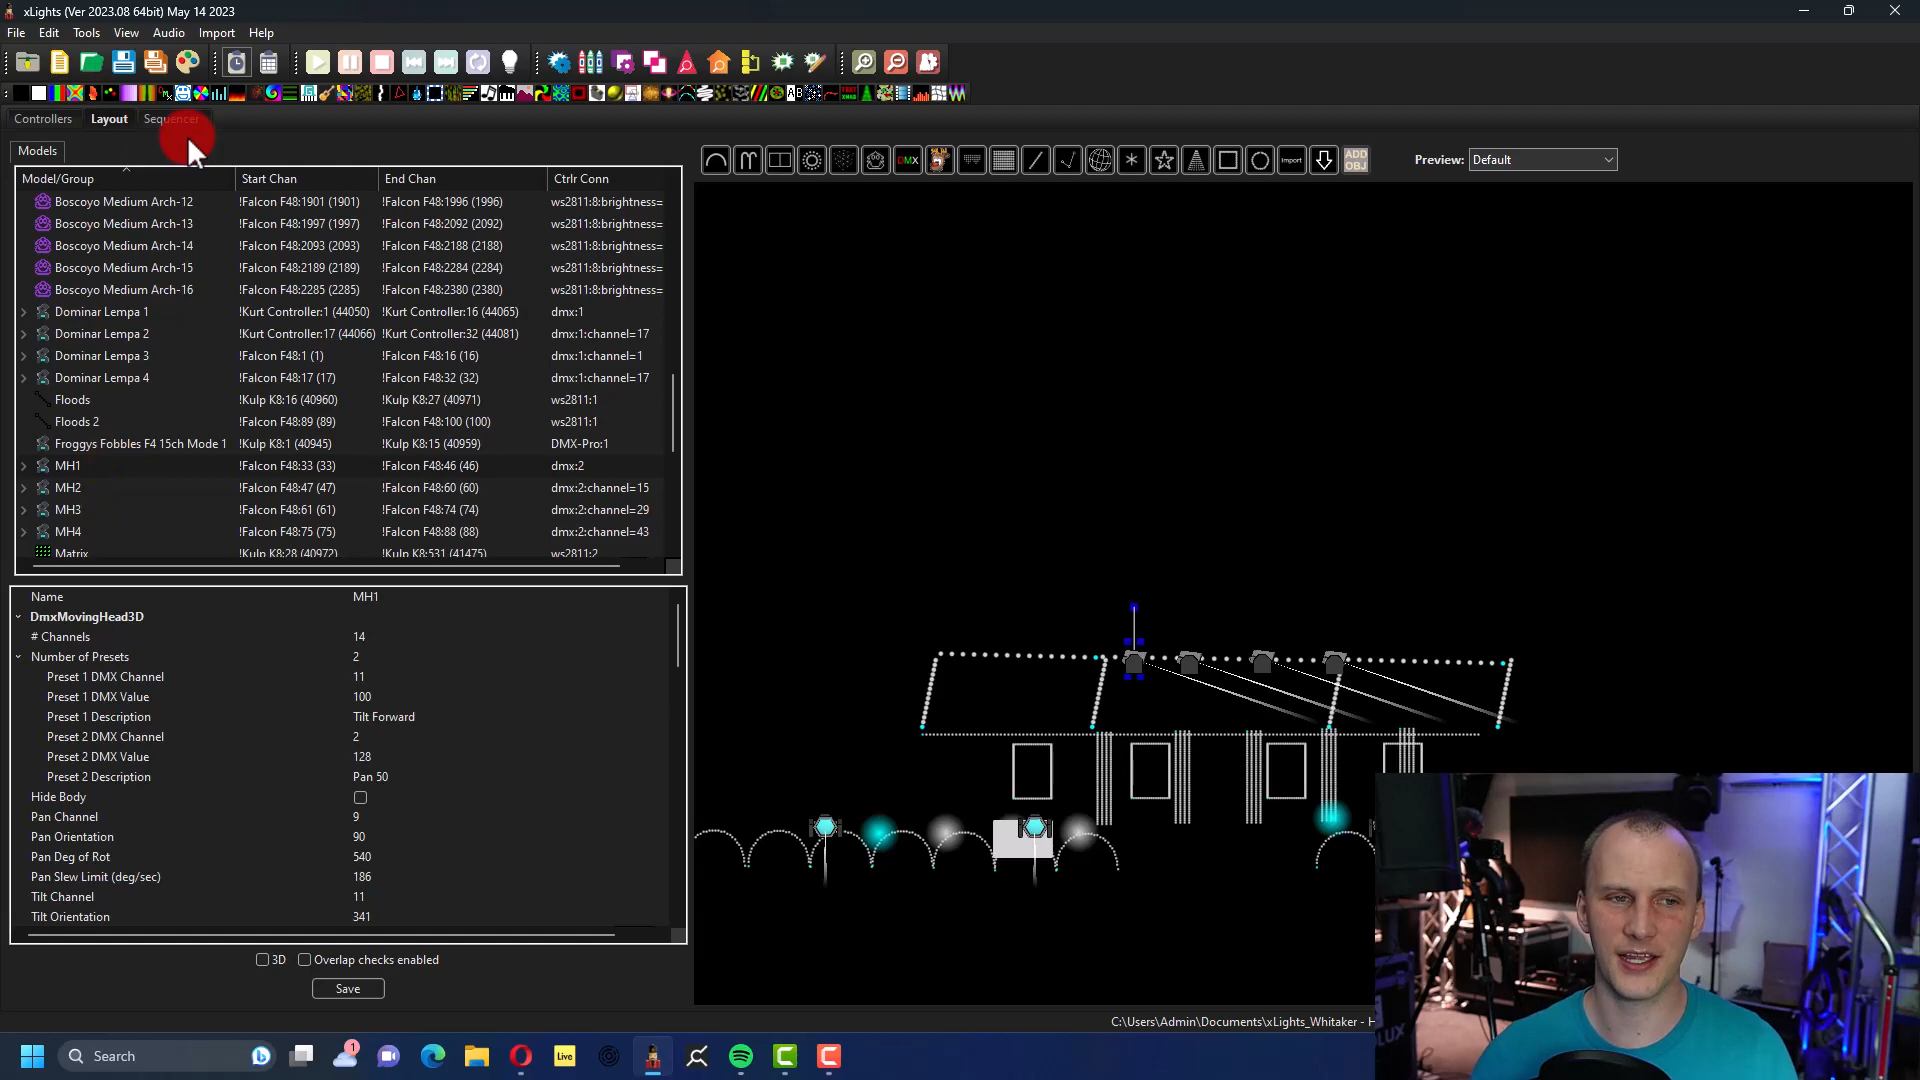 xLights (Ver 2023.08 64bit) May 14 2023
File Edit Tools View Audio Import Help
Controllers Layout Sequencer
Models
Model/Group Start Chan End Chan Ctrlr Conn
Boscoyo Medium Arch-12 !Falcon F48:1901 (1901) !Falcon F48:1996 (1996) ws2811:8:brightness=
Boscoyo Medium Arch-13 !Falcon F48:1997 (1997) !Falcon F48:2092 (2092) ws2811:8:brightness=
Boscoyo Medium Arch-14 !Falcon F48:2093 (2093) !Falcon F48:2188 (2188) ws2811:8:brightness=
Boscoyo Medium Arch-15 !Falcon F48:2189 (2189) !Falcon F48:2284 (2284) ws2811:8:brightness=
Boscoyo Medium Arch-16 !Falcon F48:2285 (2285) !Falcon F48:2380 (2380) ws2811:8:brightness=
Dominar Lempa 1 !Kurt Controller:1 (44050) !Kurt Controller:16 (44065) dmx:1
Dominar Lempa 2 !Kurt Controller:17 (44066) !Kurt Controller:32 (44081) dmx:1:channel=17
Dominar Lempa 3 !Falcon F48:1 (1) !Falcon F48:16 (16) dmx:1:channel=1
Dominar Lempa 4 !Falcon F48:17 (17) !Falcon F48:32 (32) dmx:1:channel=17
Floods !Kulp K8:16 (40960) !Kulp K8:27 (40971) ws2811:1
Floods 2 !Falcon F48:89 (89) !Falcon F48:100 (100) ws2811:1
Froggys Fobbles F4 15ch Mode 1 !Kulp K8:1 (40945) !Kulp K8:15 (40959) DMX-Pro:1
MH1 !Falcon F48:33 (33) !Falcon F48:46 (46) dmx:2
MH2 !Falcon F48:47 (47) !Falcon F48:60 (60) dmx:2:channel=15
MH3 !Falcon F48:61 (61) !Falcon F48:74 (74) dmx:2:channel=29
MH4 !Falcon F48:75 (75) !Falcon F48:88 (88) dmx:2:channel=43
Matrix !Kulp K8:28 (40972) !Kulp K8:531 (41475) ws2811:2
Name MH1
DmxMovingHead3D
# Channels 14
Number of Presets 2
Preset 1 DMX Channel 11
Preset 1 DMX Value 100
Preset 1 Description Tilt Forward
Preset 2 DMX Channel 2
Preset 2 DMX Value 128
Preset 2 Description Pan 50
Hide Body
Pan Channel 9
Pan Orientation 90
Pan Deg of Rot 540
Pan Slew Limit (deg/sec) 186
Tilt Channel 11
Tilt Orientation 341
3D Overlap checks enabled
Save
DMX
Import
ADD OBJ
Preview: Default
C:\Users\Admin\Documents\xLights_Whitaker - H
Search
1
Live